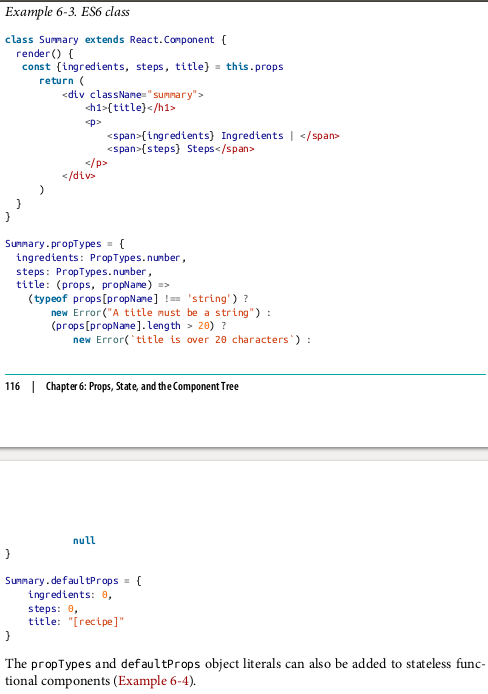 Example 6-3. ES6 class
class Summary extends React.Component {
  render() {
   const {ingredients, steps, title} = this.props
      return (
          <div className="summary">
              <h1>{title}</h1>
              <p>
                  <span>{ingredients} Ingredients | </span>
                  <span>{steps} Steps</span>
              </p>
          </div>
      )
  }
}
Summary.propTypes = {
  ingredients: PropTypes.number,
  steps: PropTypes.number,
  title: (props, propName) =>
    (typeof props[propName] !== 'string') ?
        new Error("A title must be a string") :
        (props[propName].length > 20) ?
            new Error(`title is over 20 characters`) :
116 | Chapter 6: Props, State, and the Component Tree
            null
}
Summary.defaultProps = {
    ingredients: 0,
    steps: 0,
    title: "[recipe]"
}
The propTypes and defaultProps object literals can also be added to stateless func-
tional components (Example 6-4).